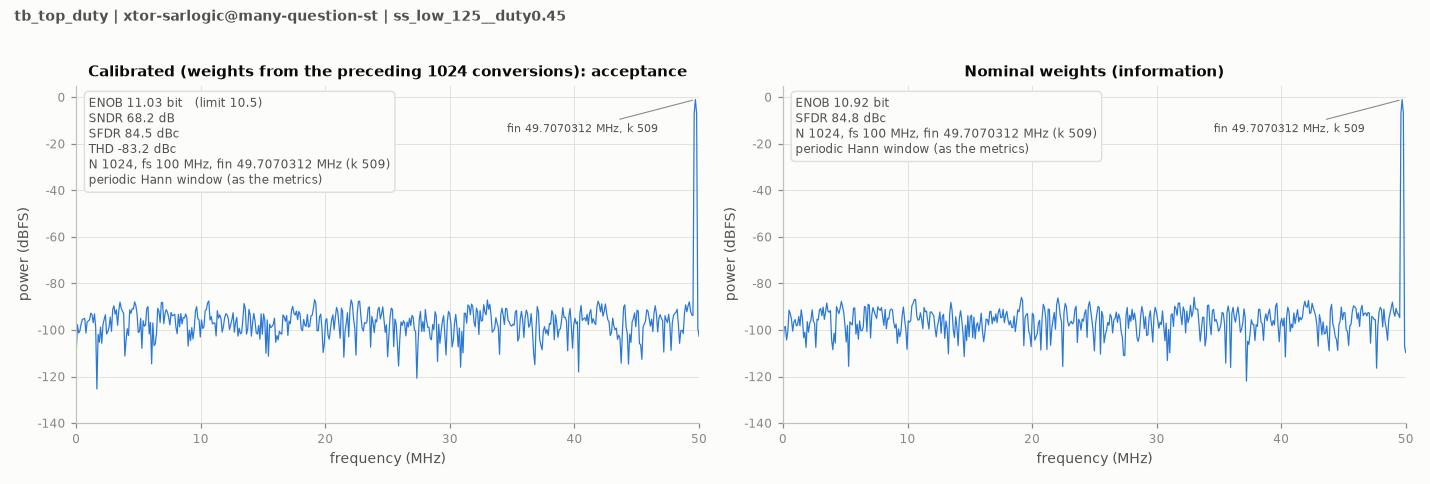 tb_top_duty | xtor-sarlogic@many-question-st | ss_low_125__duty0.45
Calibrated (weights from the preceding 1024 conversions): acceptance
ENOB 11.03 bit   (limit 10.5)
SNDR 68.2 dB
SFDR 84.5 dBc
THD -83.2 dBc
N 1024, fs 100 MHz, fin 49.7070312 MHz (k 509)
periodic Hann window (as the metrics)
fin 49.7070312 MHz, k 509
power (dBFS)
0
-20
-40
-60
-80
-100
-120
-140
0 10 20 30 40 50
frequency (MHz)
Nominal weights (information)
ENOB 10.92 bit
SFDR 84.8 dBc
N 1024, fs 100 MHz, fin 49.7070312 MHz (k 509)
periodic Hann window (as the metrics)
fin 49.7070312 MHz, k 509
power (dBFS)
0
-20
-40
-60
-80
-100
-120
-140
0 10 20 30 40 50
frequency (MHz)